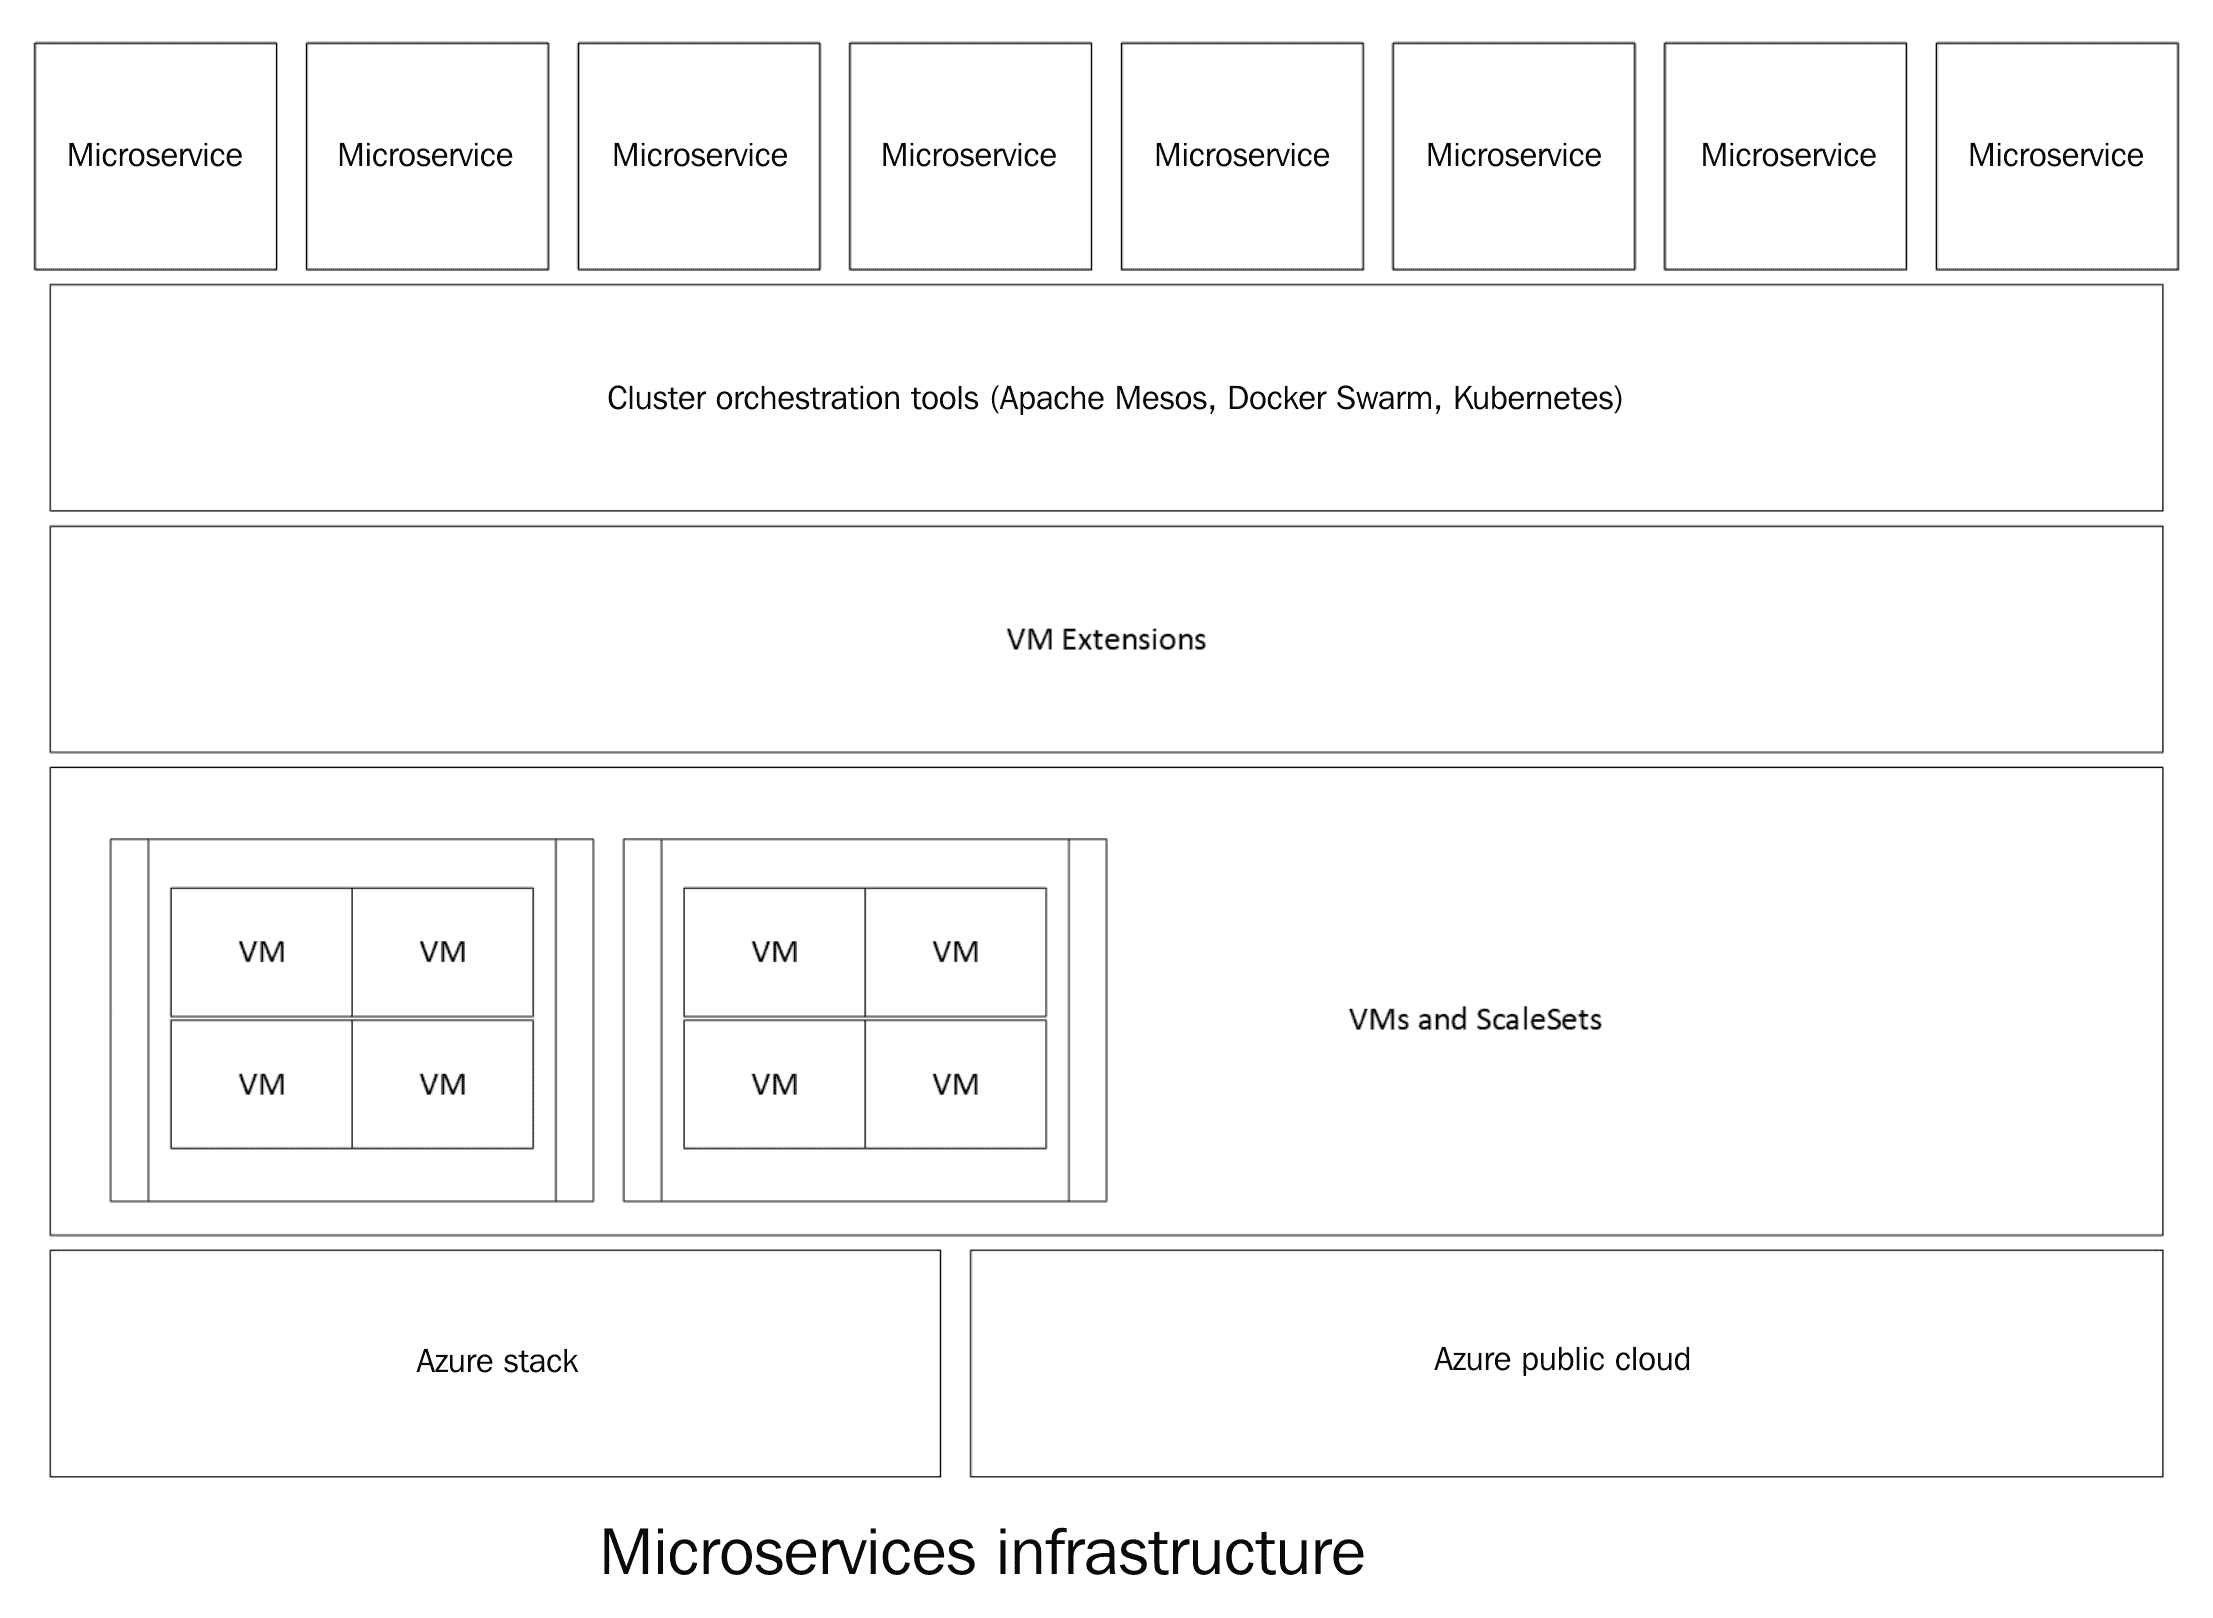 Microservice
Microservice
Microservice
Microservice
Microservice
Microservice
Microservice
Microservice
Cluster orchestration tools (Apache Mesos, Docker Swarm, Kubernetes)
VM Extensions
VM
VM
VM
VM
VM
VM
VM
VM
VMs and ScaleSets
Azure stack
Azure public cloud
Microservices infrastructure